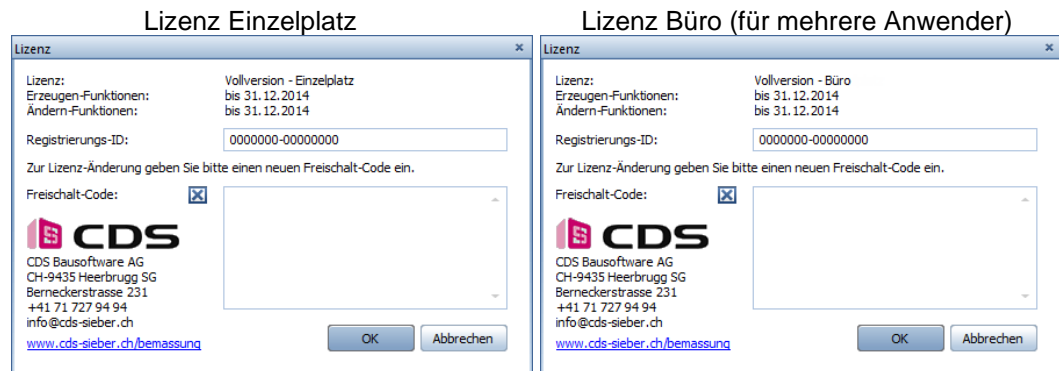 Lizenz Einzelplatz
Lizenz
Lizenz: Vollversion - Einzelplatz
Erzeugen-Funktionen: bis 31.12.2014
Ändern-Funktionen: bis 31.12.2014
Registrierungs-ID: 0000000-00000000
Zur Lizenz-Änderung geben Sie bitte einen neuen Freischalt-Code ein.
Freischalt-Code:
CDS
CDS Bausoftware AG
CH-9435 Heerbrugg SG
Berneckerstrasse 231
+41 71 727 94 94
info@cds-sieber.ch
www.cds-sieber.ch/bemassung
OK Abbrechen
Lizenz Büro (für mehrere Anwender)
Lizenz
Lizenz: Vollversion - Büro
Erzeugen-Funktionen: bis 31.12.2014
Ändern-Funktionen: bis 31.12.2014
Registrierungs-ID: 0000000-00000000
Zur Lizenz-Änderung geben Sie bitte einen neuen Freischalt-Code ein.
Freischalt-Code:
CDS
CDS Bausoftware AG
CH-9435 Heerbrugg SG
Berneckerstrasse 231
+41 71 727 94 94
info@cds-sieber.ch
www.cds-sieber.ch/bemassung
OK Abbrechen